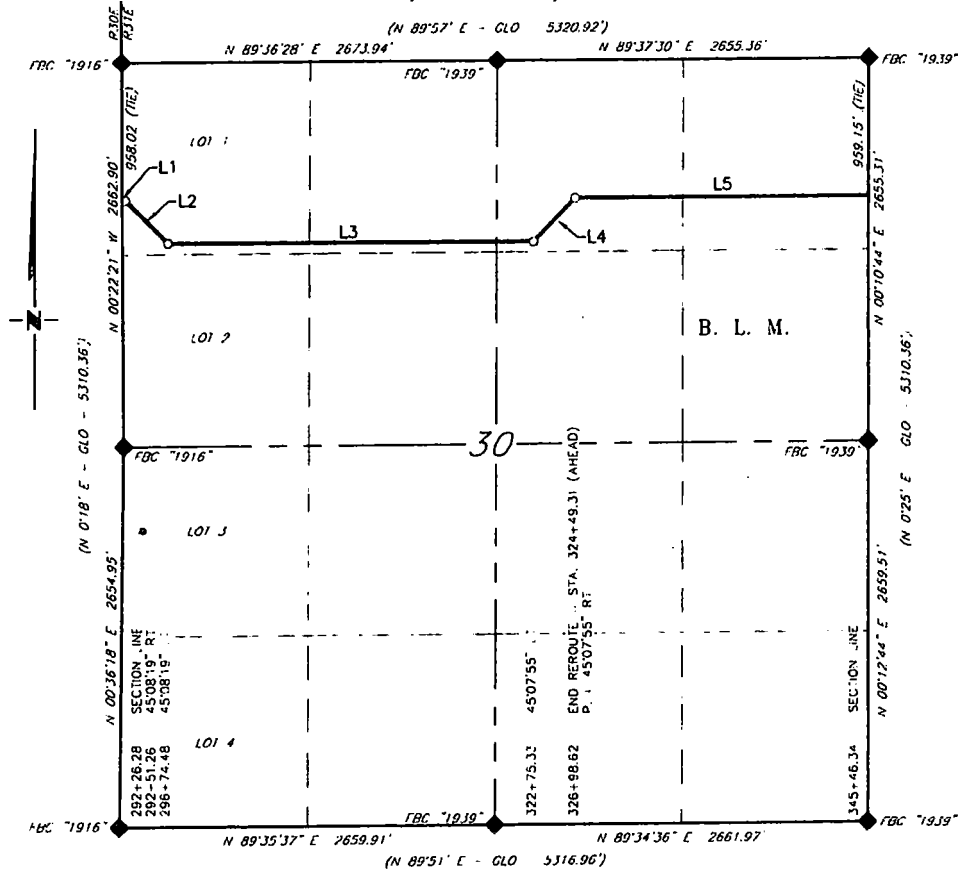 (N 89°57' E - GLO 5320.92')
R30E
R31E
N 89°36'28" E 2673.94'
N 89°37'30" E 2655.36'
FBC "1916"
FBC "1939"
FBC "1939"
958.02 (TIE)
959.15' (TIE)
LOT 1
L1
L2
L3
L4
L5
N 00°22'21" W 2662.90'
N 00°10'44" E 2655.31'
Z
LOT 2
B. L. M.
(N 0°18' E - GLO - 5310.36')
(N 0°25' E GLO - 5310.36')
FBC "1916"
30
FBC "1939"
LOT 3
N 00°36'18" E 2654.95'
N 00°12'44" E 2659.51'
292+26.28 SECTION LINE
292+51.26 45°08'19" RT
296+74.48 45°08'19"
322+75.33 45°07'55"
326+98.62 END REROUTE STA. 324+49.31 (AHEAD)
P.I. 45°07'55" RT
345+46.34 SECTION LINE
LOT 4
FBC "1916"
FBC "1939"
FBC "1939"
N 89°35'37" E 2659.91'
N 89°34'36" E 2661.97'
(N 89°51' E - GLO 5316.96')